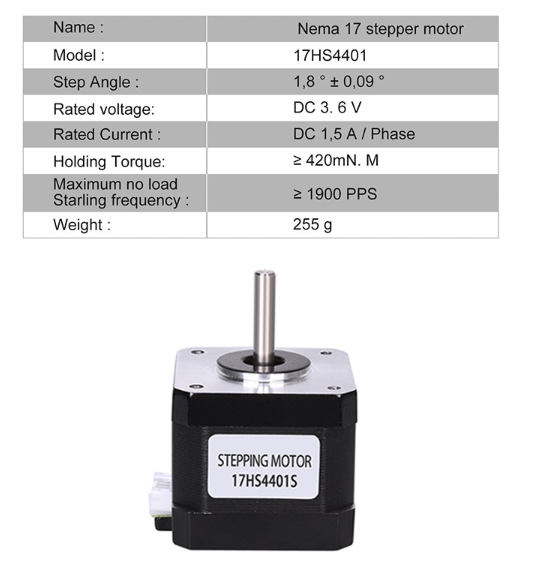 Name : Nema 17 stepper motor
Model : 17HS4401
Step Angle : 1,8 ° ± 0,09 °
Rated voltage: DC 3. 6 V
Rated Current : DC 1,5 A / Phase
Holding Torque: ≥ 420mN. M
Maximum no load
Starling frequency : ≥ 1900 PPS
Weight : 255 g
STEPPING MOTOR
17HS4401S